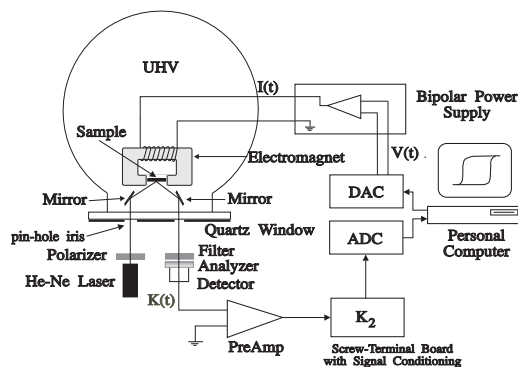 UHV
I(t)
Bipolar Power
Supply
Sample
Electromagnet
V(t)
Mirror
Mirror
DAC
Quartz Window
pin-hole iris
ADC
Personal
Computer
Polarizer
Filter
Analyzer
He-Ne Laser
Detector
K(t)
K2
PreAmp
Screw-Terminal Board
with Signal Conditioning